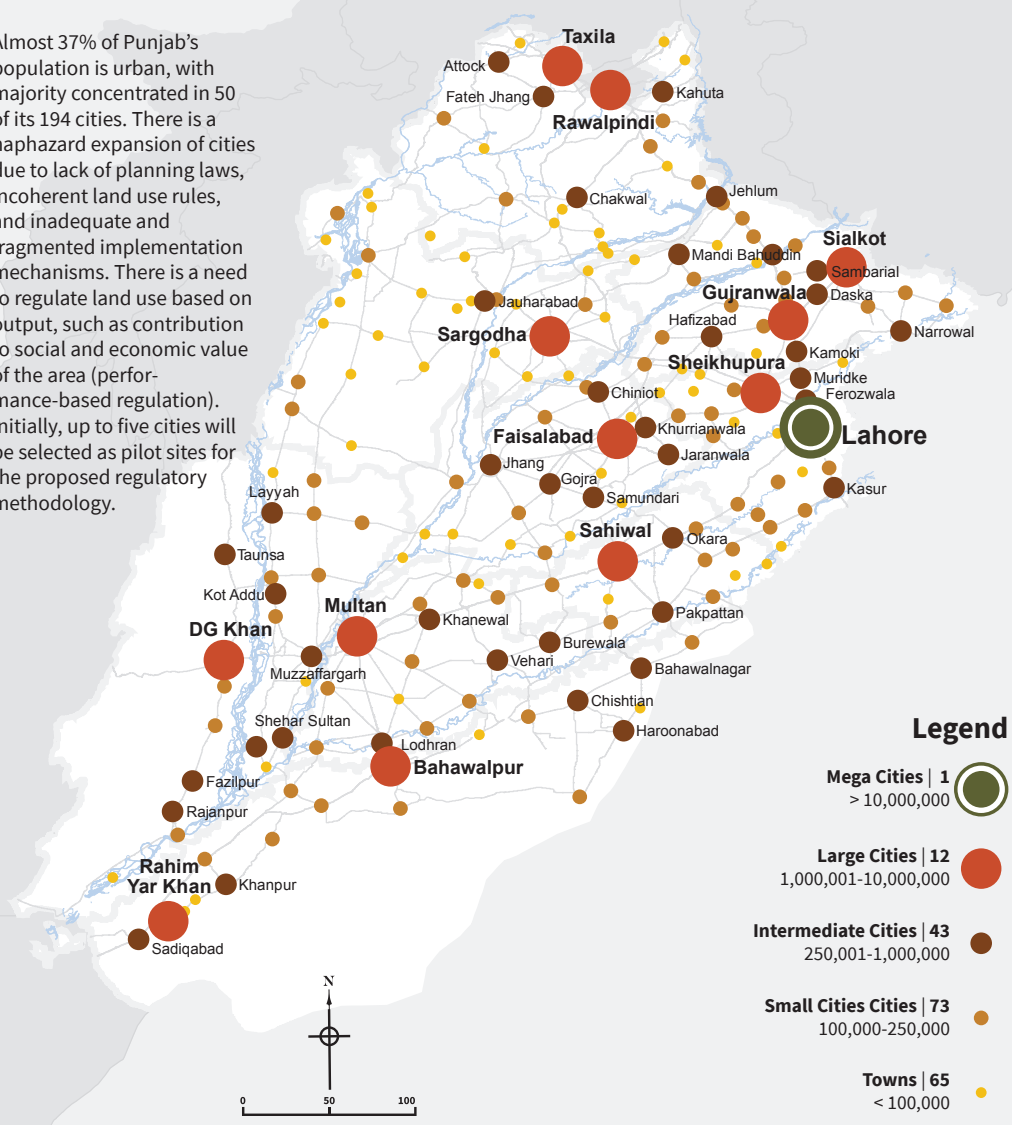 Almost 37% of Punjab’s
population is urban, with
majority concentrated in 50
of its 194 cities. There is a
haphazard expansion of cities
due to lack of planning laws,
ncoherent land use rules,
and inadequate and
ragmented implementation
mechanisms. There is a need
o regulate land use based on
output, such as contribution
o social and economic value
of the area (perfor-
mance-based regulation).
nitially, up to five cities will
be selected as pilot sites for
the proposed regulatory
methodology.
Taxila
Attock
Fateh Jhang
Kahuta
Rawalpindi
Chakwal
Jehlum
Sialkot
Mandi Bahuddin
Sambarial
Gujranwala
Daska
Jauharabad
Sargodha
Hafizabad
Narrowal
Kamoki
Sheikhupura
Muridke
Ferozwala
Chiniot
Khurrianwala
Faisalabad
Lahore
Jaranwala
Jhang
Gojra
Samundari
Kasur
Layyah
Sahiwal
Okara
Taunsa
Kot Addu
Multan
Khanewal
Pakpattan
DG Khan
Burewala
Vehari
Bahawalnagar
Muzzaffargarh
Chishtian
Shehar Sultan
Haroonabad
Lodhran
Bahawalpur
Fazilpur
Rajanpur
Rahim
Yar Khan
Khanpur
Sadiqabad
Legend
Mega Cities | 1
> 10,000,000
Large Cities | 12
1,000,001-10,000,000
Intermediate Cities | 43
250,001-1,000,000
Small Cities Cities | 73
100,000-250,000
Towns | 65
< 100,000
N
0 50 100